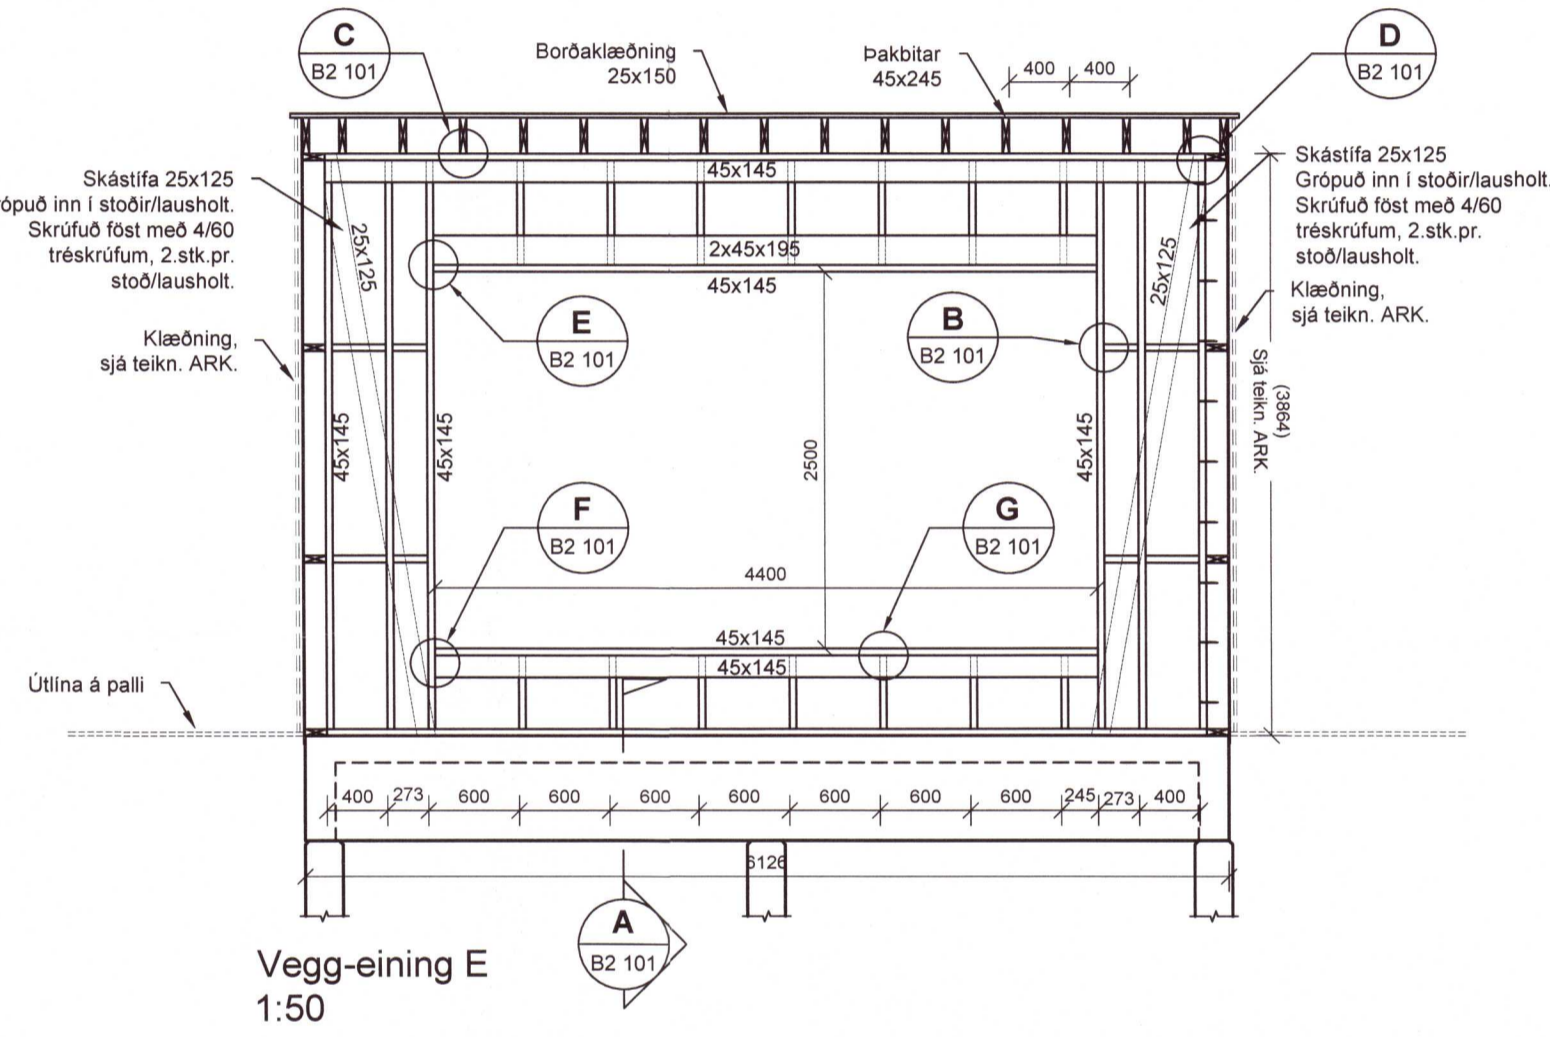 C
B2 101
Borðaklæðning
25x150
Þakbitar
45x245
400
400
D
B2 101
Skástífa 25x125
ópuð inn í stoðir/lausholt.
Skrúfuð föst með 4/60
tréskrúfum, 2.stk.pr.
stoð/lausholt.
Klæðning,
sjá teikn. ARK.
Skástífa 25x125
Grópuð inn í stoðir/lausholt.
Skrúfuð föst með 4/60
tréskrúfum, 2.stk.pr.
stoð/lausholt.
Klæðning,
sjá teikn. ARK.
45x145
25x125
2x45x195
45x145
25x125
E
B2 101
B
B2 101
45x145
45x145
2500
45x145
(3864)
Sjá teikn. ARK.
F
B2 101
G
B2 101
4400
45x145
45x145
Útlína á palli
400
273
600
600
600
600
600
600
600
245
273
400
6126
A
B2 101
Vegg-eining E
1:50